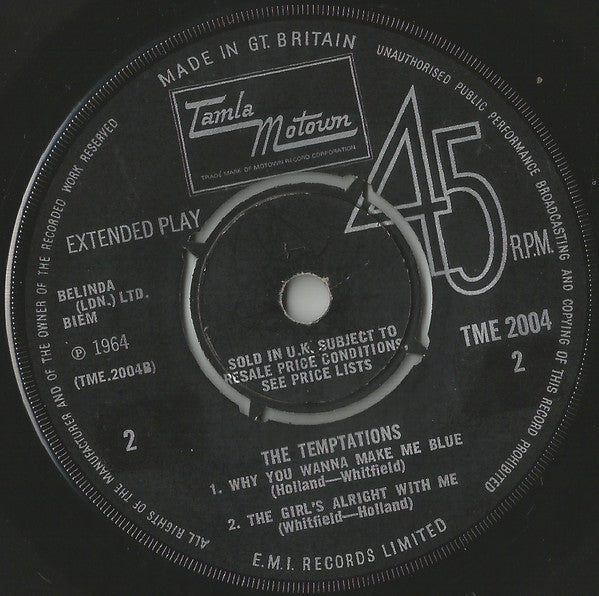 MADE IN GT. BRITAIN
UNAUTHORISED PUBLIC PERFORMANCE BROADCASTING AND COPYING OF THIS RECORD PROHIBITED
ALL RIGHTS OF THE MANUFACTURER AND OF THE OWNER OF THE RECORDED WORK RESERVED
Tamla
Motown
TRADE MARK OF MOTOWN RECORD CORPORATION
45
R.P.M.
EXTENDED PLAY
BELINDA
(LDN.) LTD.
BIEM
℗ 1964
(TME.2004B)
2
TME 2004
2
SOLD IN U.K. SUBJECT TO
RESALE PRICE CONDITIONS,
SEE PRICE LISTS
THE TEMPTATIONS
1. WHY YOU WANNA MAKE ME BLUE
(Holland—Whitfield)
2. THE GIRL'S ALRIGHT WITH ME
(Whitfield—Holland)
E.M.I. RECORDS LIMITED